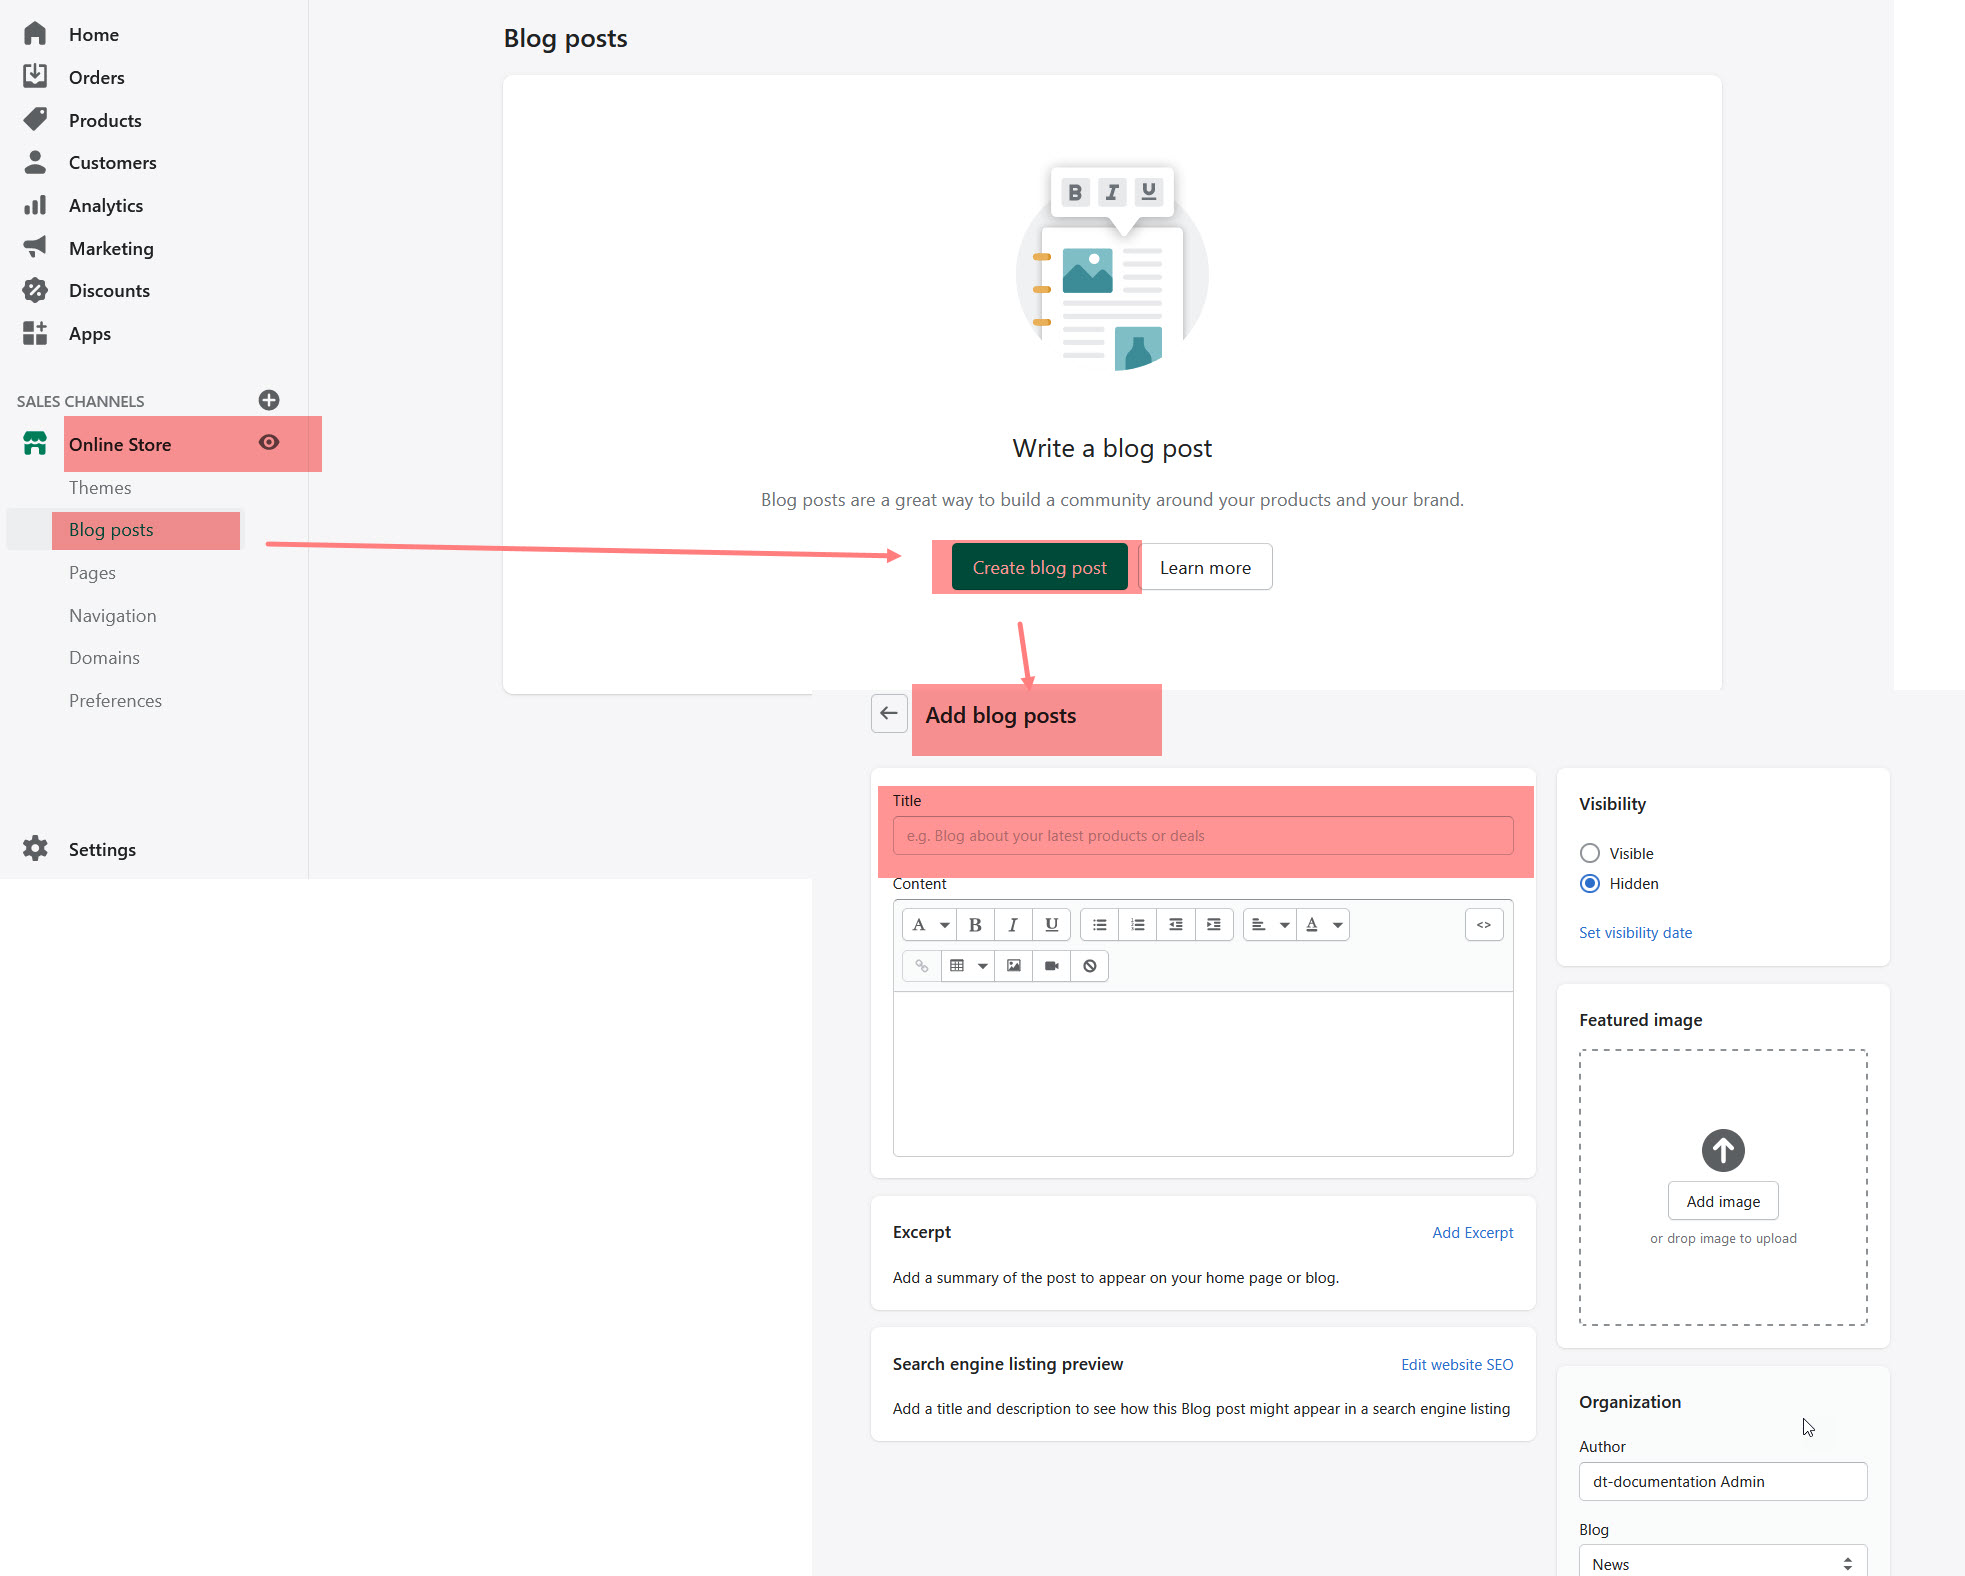 Home
Orders
Products
Customers
Analytics
Marketing
Discounts
Apps
SALES CHANNELS
Online Store
Themes
Blog posts
Pages
Navigation
Domains
Preferences
Settings
Blog posts
B I U
Write a blog post
Blog posts are a great way to build a community around your products and your brand.
Create blog post Learn more
Add blog posts
Title
e.g. Blog about your latest products or deals
Content
A B I U A <>
Excerpt Add Excerpt
Add a summary of the post to appear on your home page or blog.
Search engine listing preview Edit website SEO
Add a title and description to see how this Blog post might appear in a search engine listing
Visibility
Visible
Hidden
Set visibility date
Featured image
Add image
or drop image to upload
Organization
Author
dt-documentation Admin
Blog
News